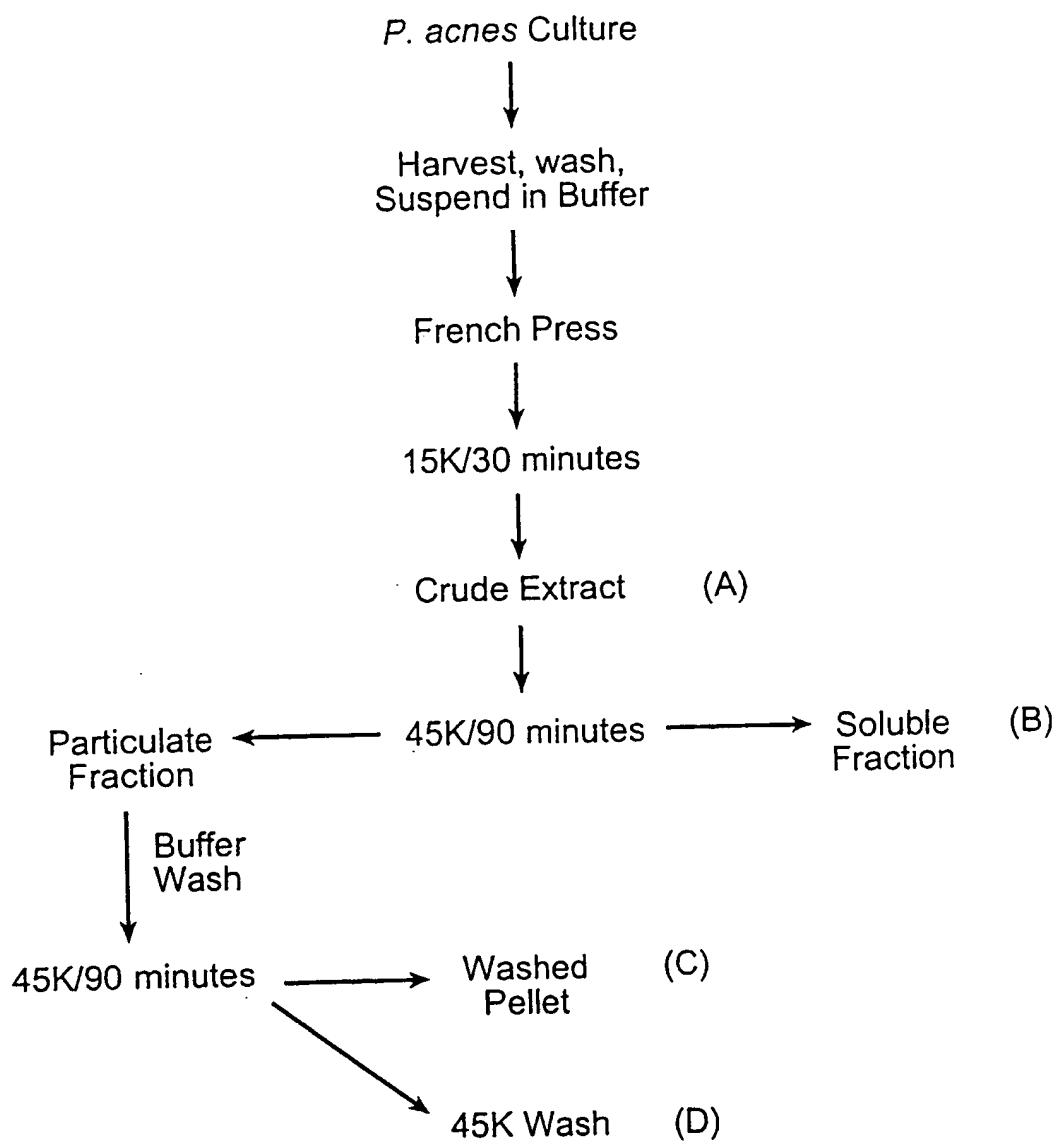 P. acnes Culture
Harvest, wash,
Suspend in Buffer
French Press
15K/30 minutes
Crude Extract (A)
45K/90 minutes
Particulate
Fraction
Soluble
Fraction
(B)
Buffer
Wash
45K/90 minutes
Washed
Pellet
(C)
45K Wash (D)